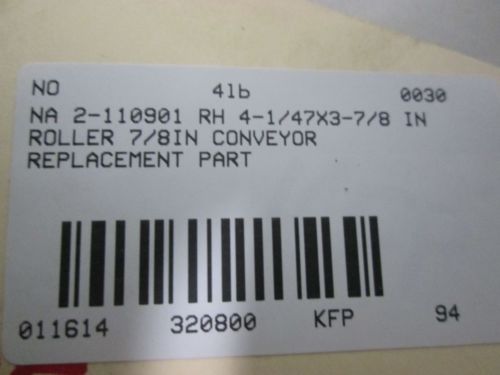 NO 4lb 0030
NA 2-110901 RH 4-1/47X3-7/8 IN
ROLLER 7/8IN CONVEYOR
REPLACEMENT PART
011614 320800 KFP 94